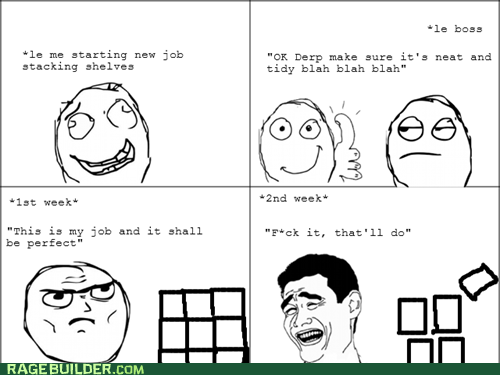 *le me starting new job
stacking shelves
*le boss
"OK Derp make sure it's neat and
tidy blah blah blah"
*1st week*
"This is my job and it shall
be perfect"
*2nd week*
"F*ck it, that'll do"
RAGEBUILDER.COM